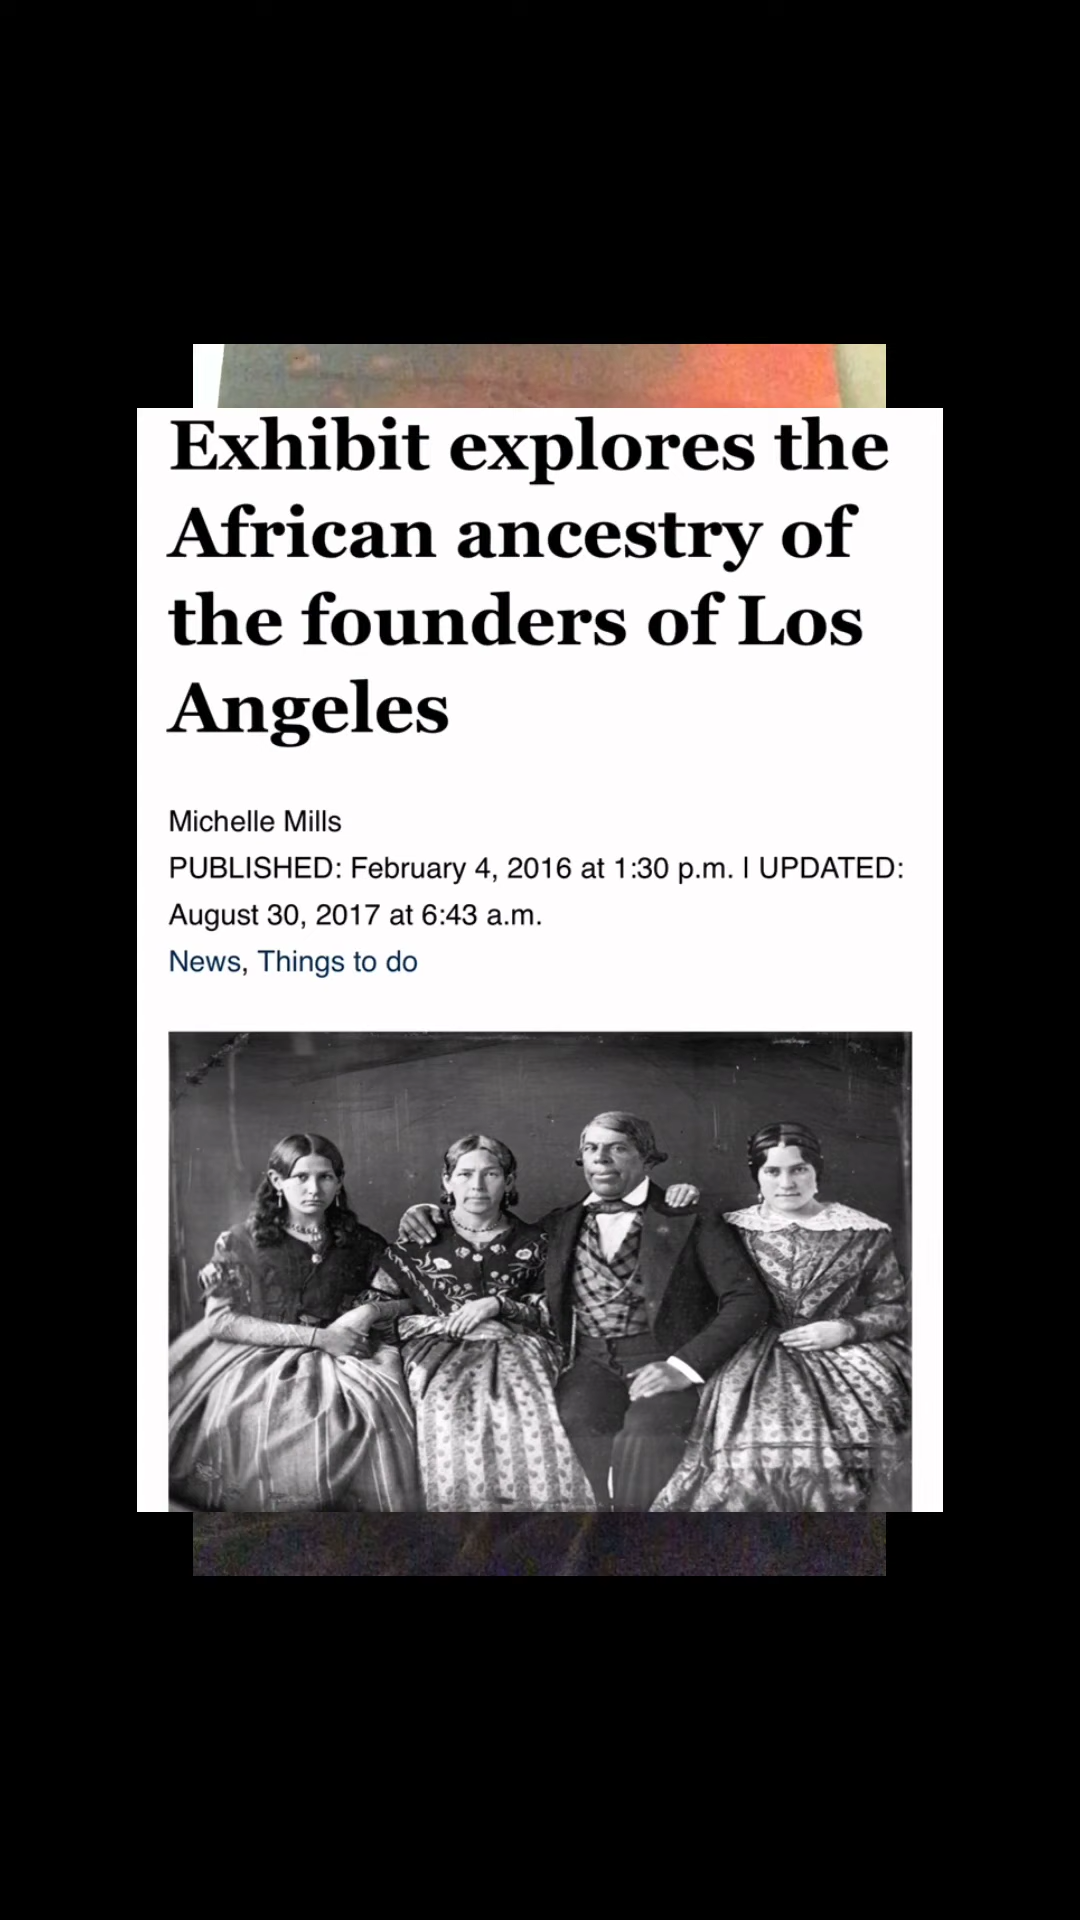 Exhibit explores the
African ancestry of
the founders of Los
Angeles
Michelle Mills
PUBLISHED: February 4, 2016 at 1:30 p.m. | UPDATED:
August 30, 2017 at 6:43 a.m.
News, Things to do